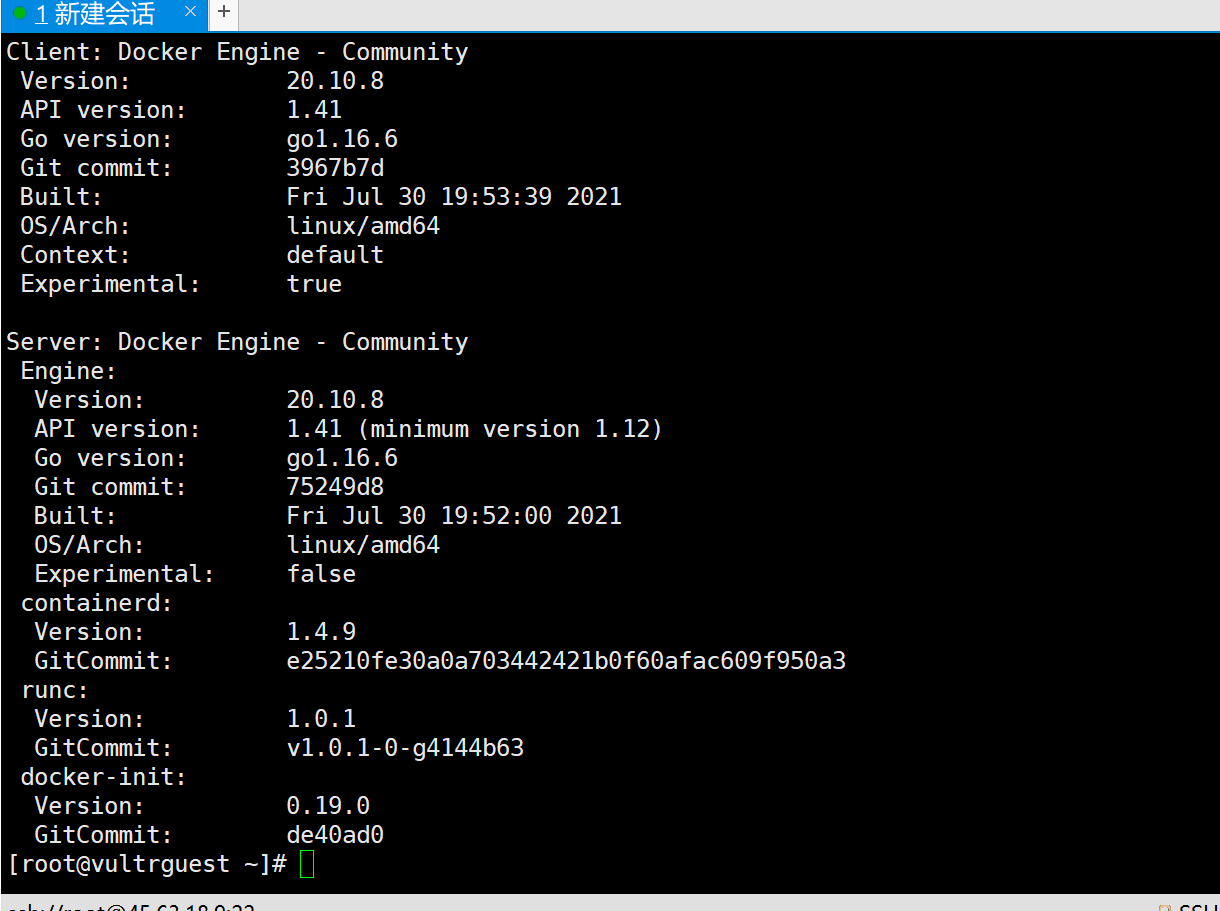 1 新建会话 × +
Client: Docker Engine - Community
Version: 20.10.8
API version: 1.41
Go version: go1.16.6
Git commit: 3967b7d
Built: Fri Jul 30 19:53:39 2021
OS/Arch: linux/amd64
Context: default
Experimental: true
Server: Docker Engine - Community
Engine:
Version: 20.10.8
API version: 1.41 (minimum version 1.12)
Go version: go1.16.6
Git commit: 75249d8
Built: Fri Jul 30 19:52:00 2021
OS/Arch: linux/amd64
Experimental: false
containerd:
Version: 1.4.9
GitCommit: e25210fe30a0a703442421b0f60afac609f950a3
runc:
Version: 1.0.1
GitCommit: v1.0.1-0-g4144b63
docker-init:
Version: 0.19.0
GitCommit: de40ad0
[root@vultrguest ~]#